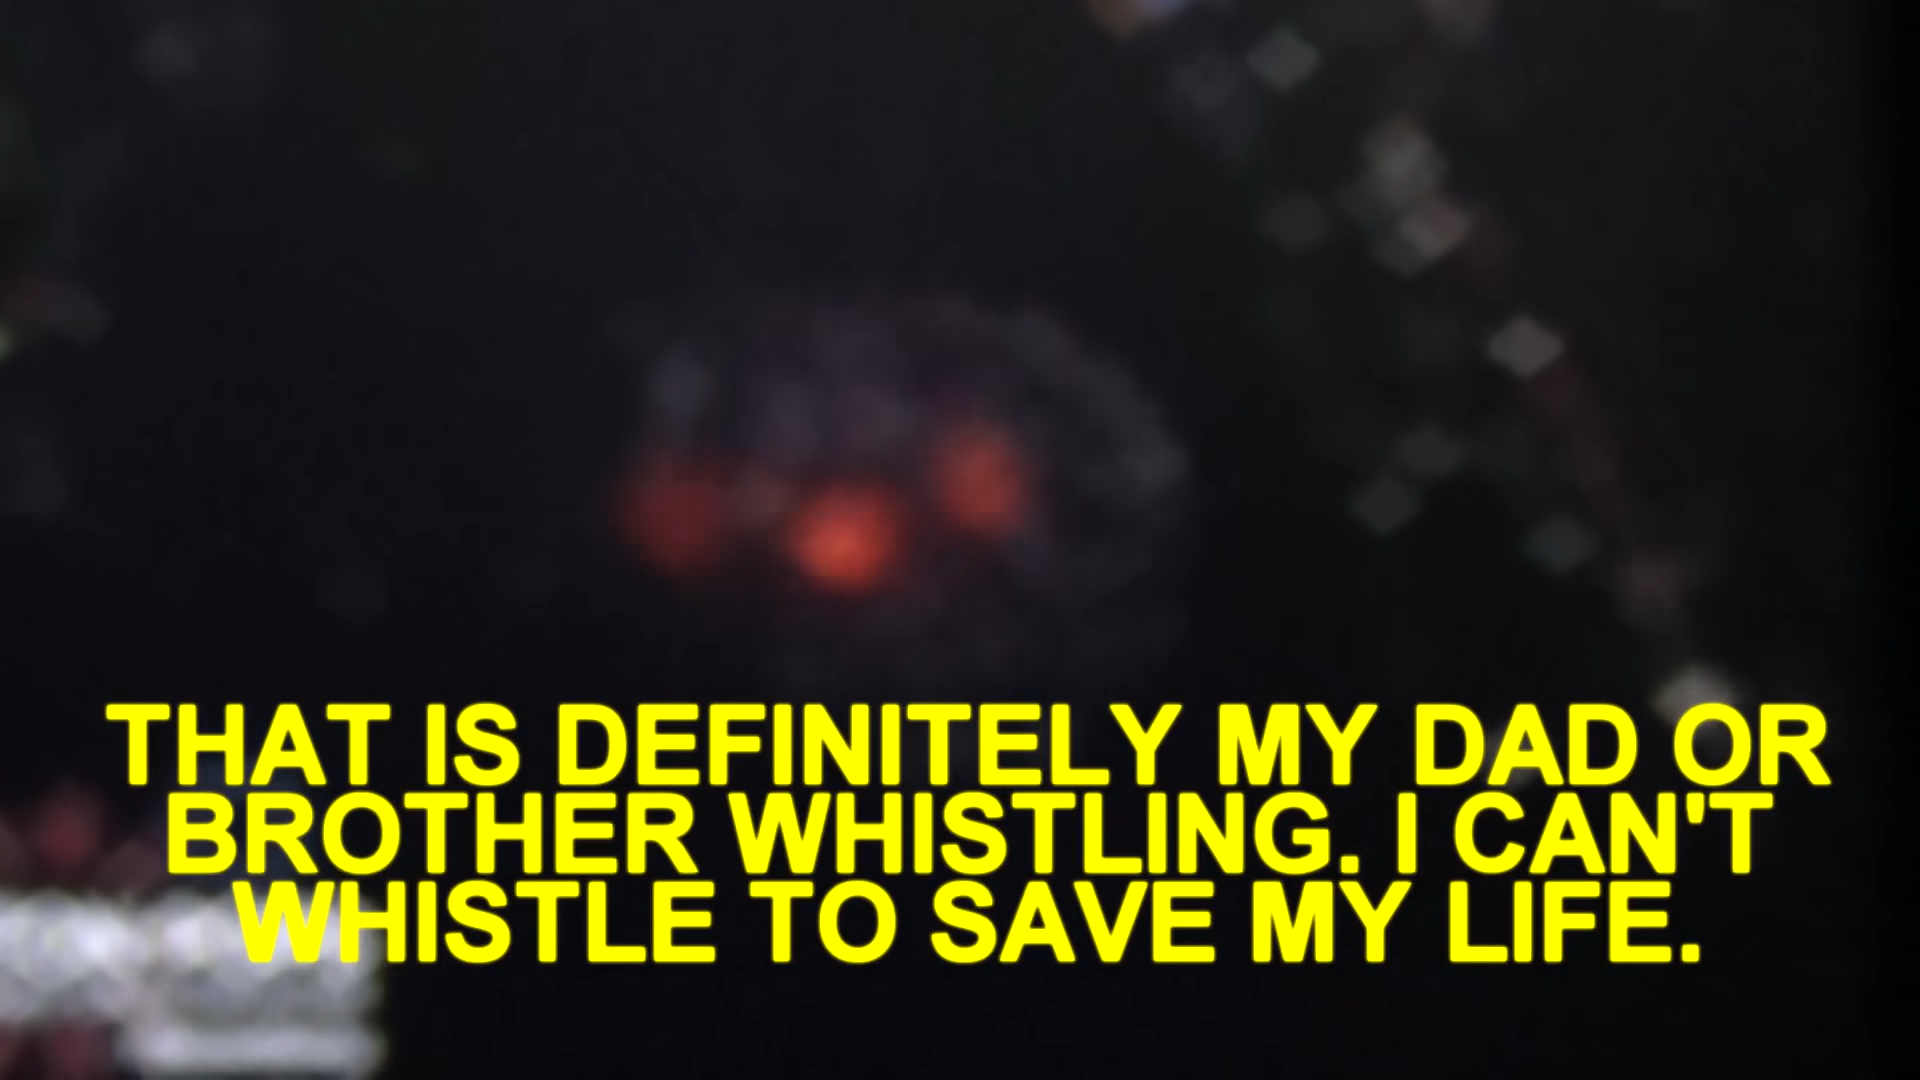 THAT IS DEFINITELY MY DAD OR
BROTHER WHISTLING. I CAN'T
WHISTLE TO SAVE MY LIFE.